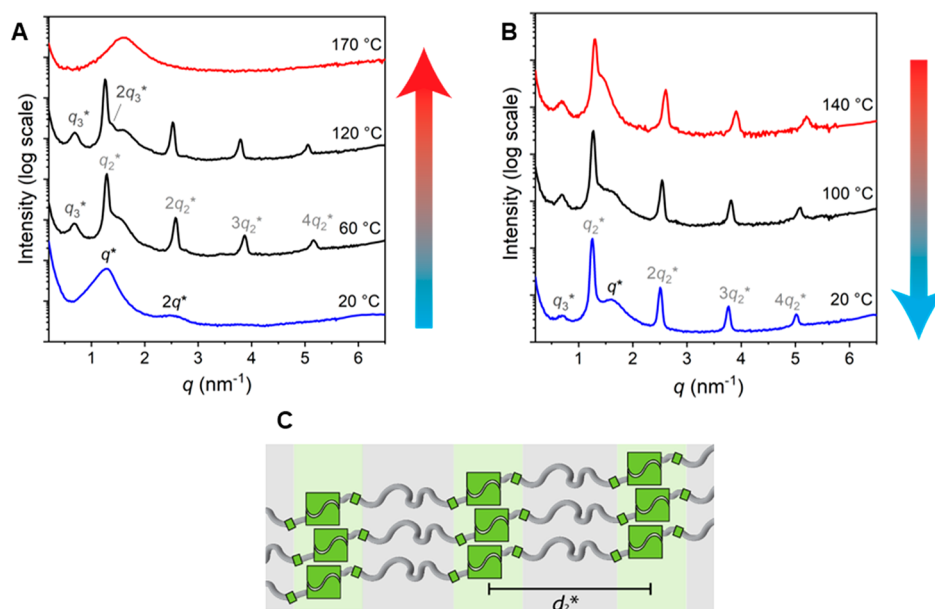 A
Intensity (log scale)
170 °C
120 °C
60 °C
20 °C
q₃*
2q₃*
q₂*
q₃*
2q₂*
3q₂*
4q₂*
q*
2q*
1 2 3 4 5 6
q (nm⁻¹)
B
Intensity (log scale)
140 °C
100 °C
20 °C
q₂*
q₃*
q*
2q₂*
3q₂*
4q₂*
1 2 3 4 5 6
q (nm⁻¹)
C
d₂*